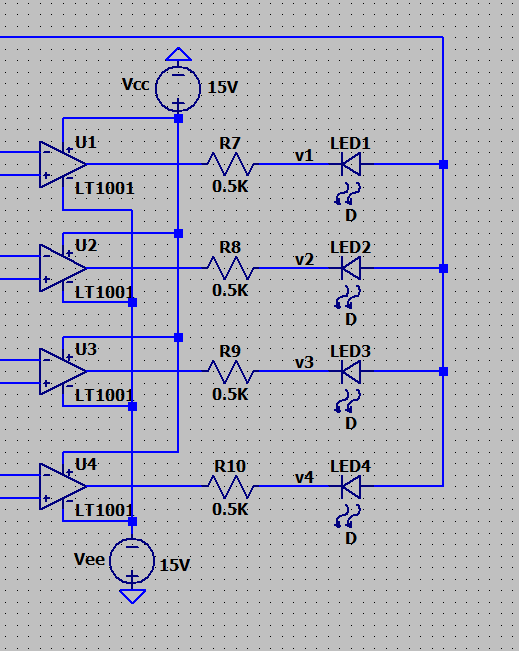 Vcc 15V
U1 R7 LED1
v1
LT1001 0.5K D
U2 R8 LED2
v2
LT1001 0.5K D
U3 R9 LED3
v3
LT1001 0.5K D
U4 R10 LED4
v4
LT1001 0.5K D
Vee 15V